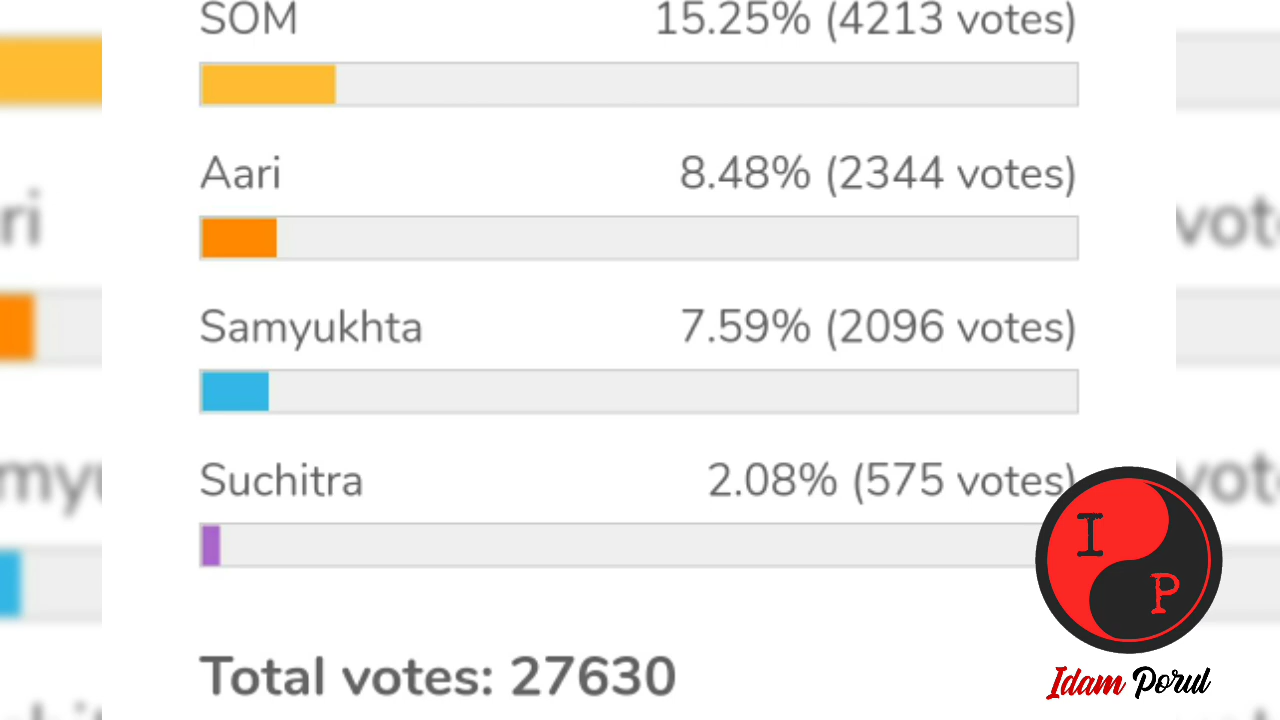 SOM 15.25% (4213 votes)
Aari 8.48% (2344 votes)
Samyukhta 7.59% (2096 votes)
Suchitra 2.08% (575 votes)
Total votes: 27630
I
P
Idam Porul